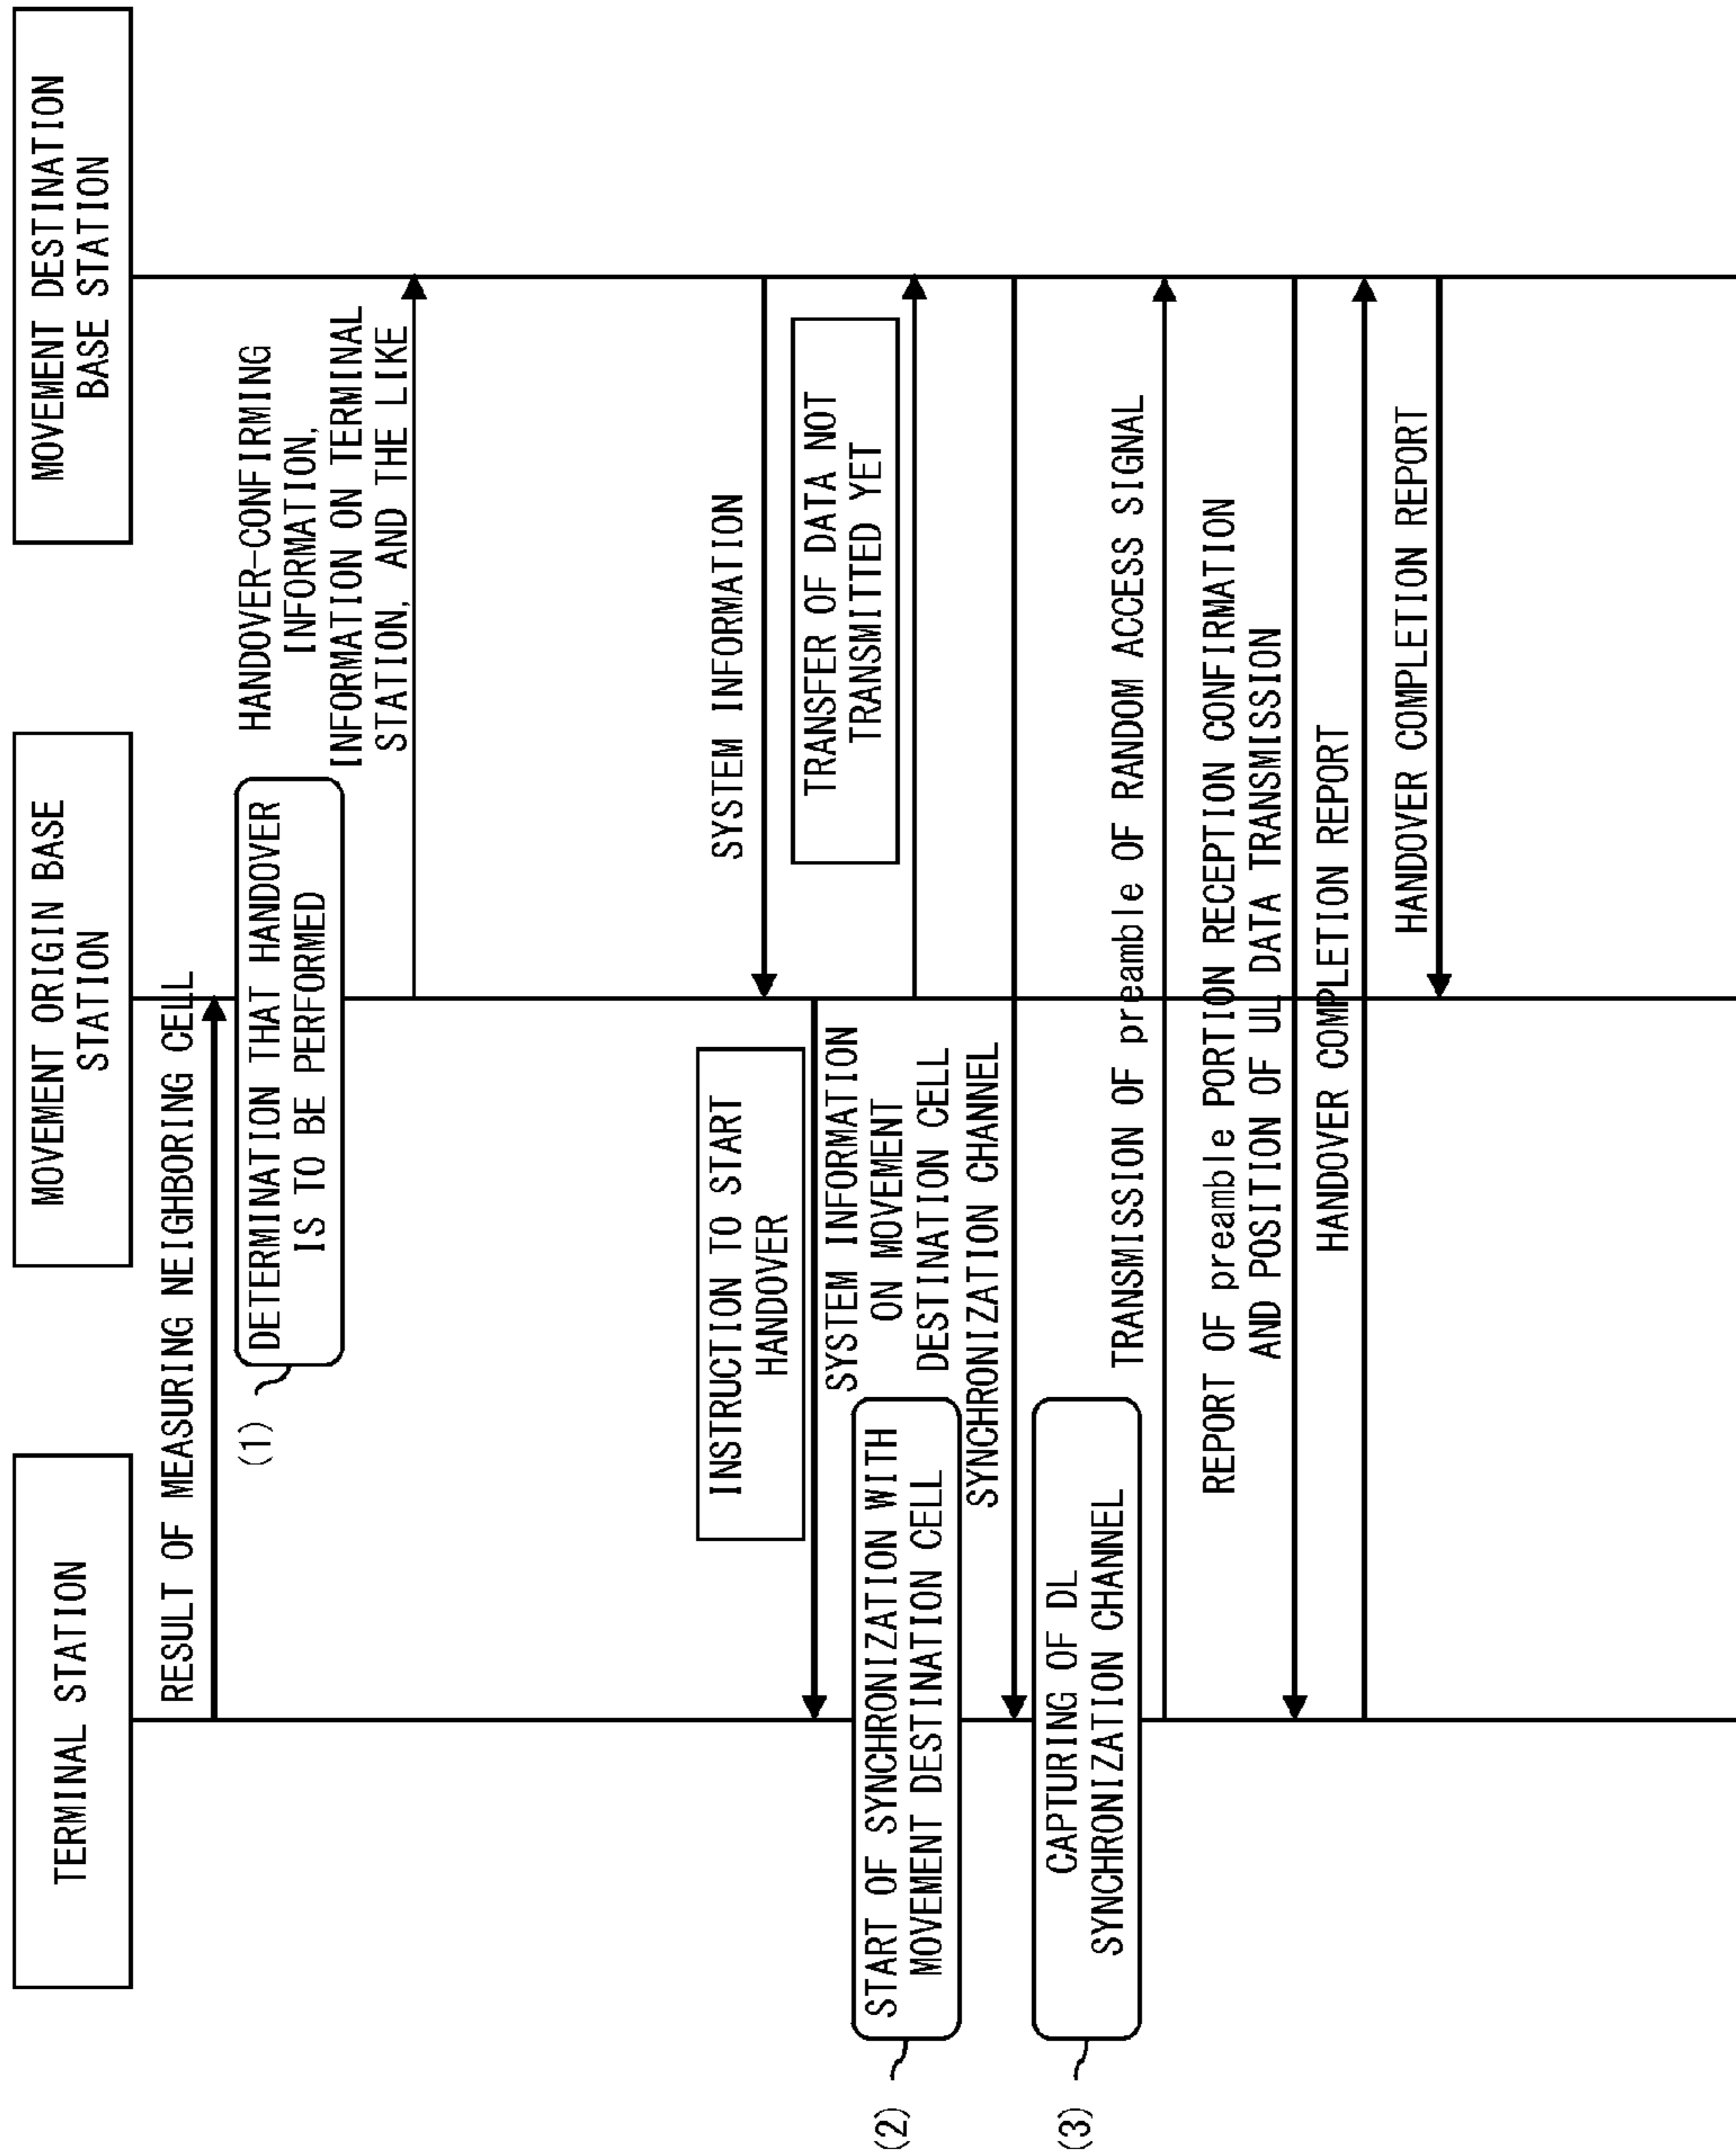 TERMINAL STATION
MOVEMENT ORIGIN BASE
STATION
MOVEMENT DESTINATION
BASE STATION
RESULT OF MEASURING NEIGHBORING CELL
(1)
DETERMINATION THAT HANDOVER
IS TO BE PERFORMED
HANDOVER-CONFIRMING
INFORMATION,
INFORMATION ON TERMINAL
STATION, AND THE LIKE
SYSTEM INFORMATION
INSTRUCTION TO START
HANDOVER
TRANSFER OF DATA NOT
TRANSMITTED YET
SYSTEM INFORMATION
ON MOVEMENT
DESTINATION CELL
(2)
START OF SYNCHRONIZATION WITH
MOVEMENT DESTINATION CELL
SYNCHRONIZATION CHANNEL
(3)
CAPTURING OF DL
SYNCHRONIZATION CHANNEL
TRANSMISSION OF preamble OF RANDOM ACCESS SIGNAL
REPORT OF preamble PORTION RECEPTION CONFIRMATION
AND POSITION OF UL DATA TRANSMISSION
HANDOVER COMPLETION REPORT
HANDOVER COMPLETION REPORT